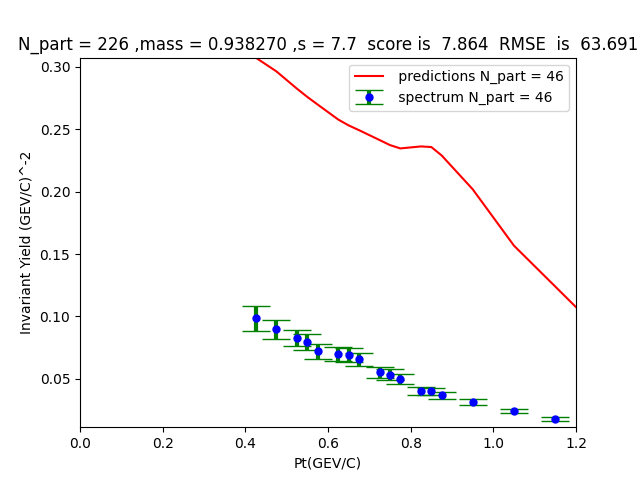 N_part = 226 ,mass = 0.938270 ,s = 7.7  score is  7.864  RMSE  is  63.691
predictions N_part = 46
spectrum N_part = 46
Invariant Yield (GEV/C)^-2
0.30
0.25
0.20
0.15
0.10
0.05
0.0 0.2 0.4 0.6 0.8 1.0 1.2
Pt(GEV/C)